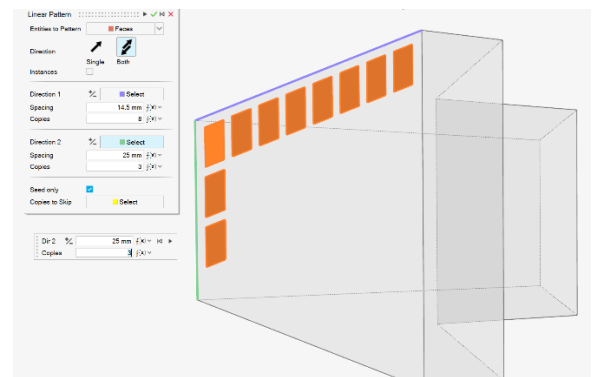 Linear Pattern
Entities to Pattern Faces
Direction
Single Both
Instances
Direction 1 Select
Spacing 14.5 mm f(x)
Copies 8 f(x)
Direction 2 Select
Spacing 25 mm f(x)
Copies 3 f(x)
Seed only
Copies to Skip Select
Dir 2 25 mm f(x)
Copies 3 f(x)